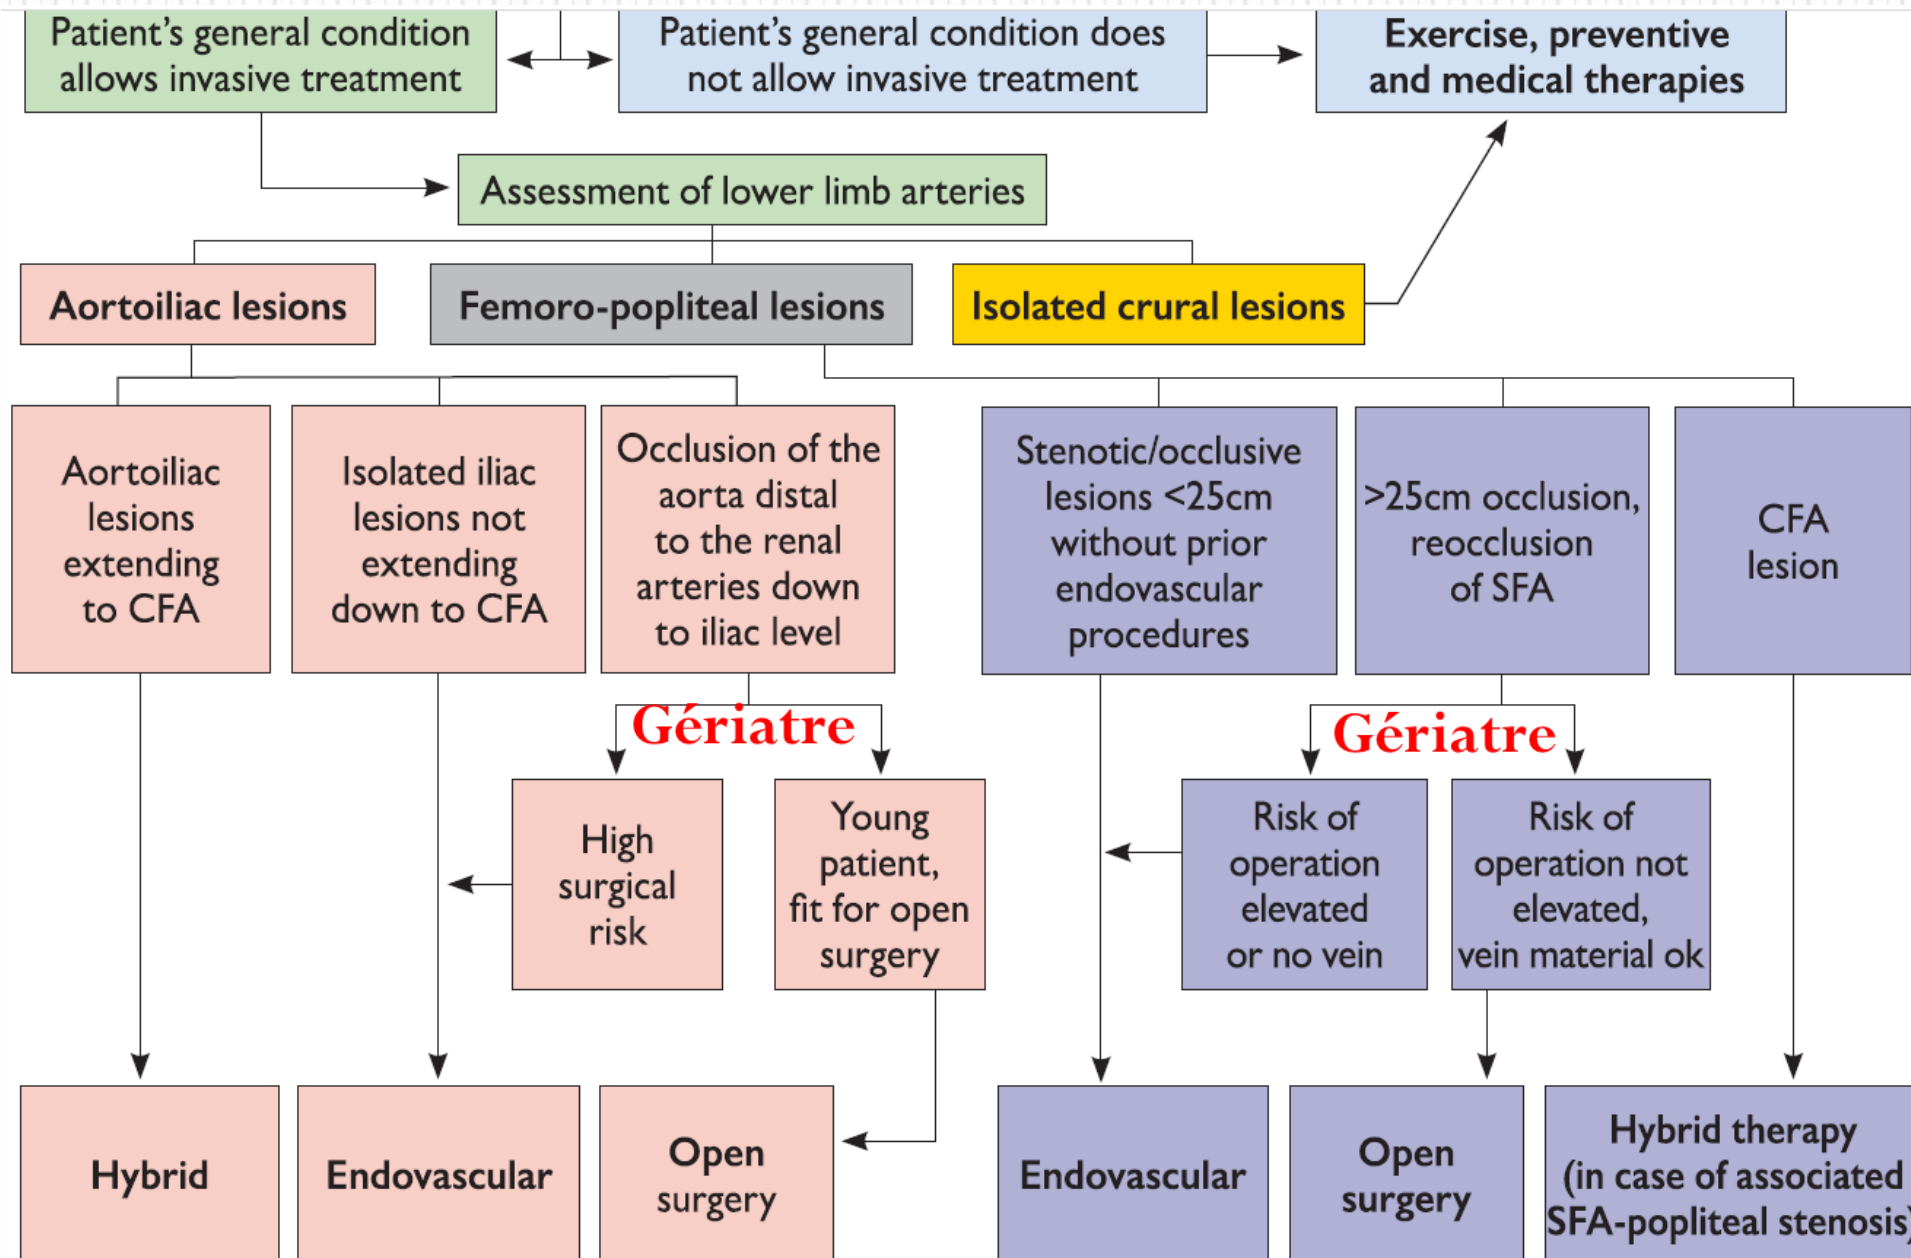 Patient’s general condition
allows invasive treatment
Patient’s general condition does
not allow invasive treatment
Exercise, preventive
and medical therapies
Assessment of lower limb arteries
Aortoiliac lesions
Femoro-popliteal lesions
Isolated crural lesions
Aortoiliac
lesions
extending
to CFA
Isolated iliac
lesions not
extending
down to CFA
Occlusion of the
aorta distal
to the renal
arteries down
to iliac level
Stenotic/occlusive
lesions <25cm
without prior
endovascular
procedures
>25cm occlusion,
reocclusion
of SFA
CFA
lesion
Gériatre
Gériatre
High
surgical
risk
Young
patient,
fit for open
surgery
Risk of
operation
elevated
or no vein
Risk of
operation not
elevated,
vein material ok
Hybrid
Endovascular
Open
surgery
Endovascular
Open
surgery
Hybrid therapy
(in case of associated
SFA-popliteal stenosis)